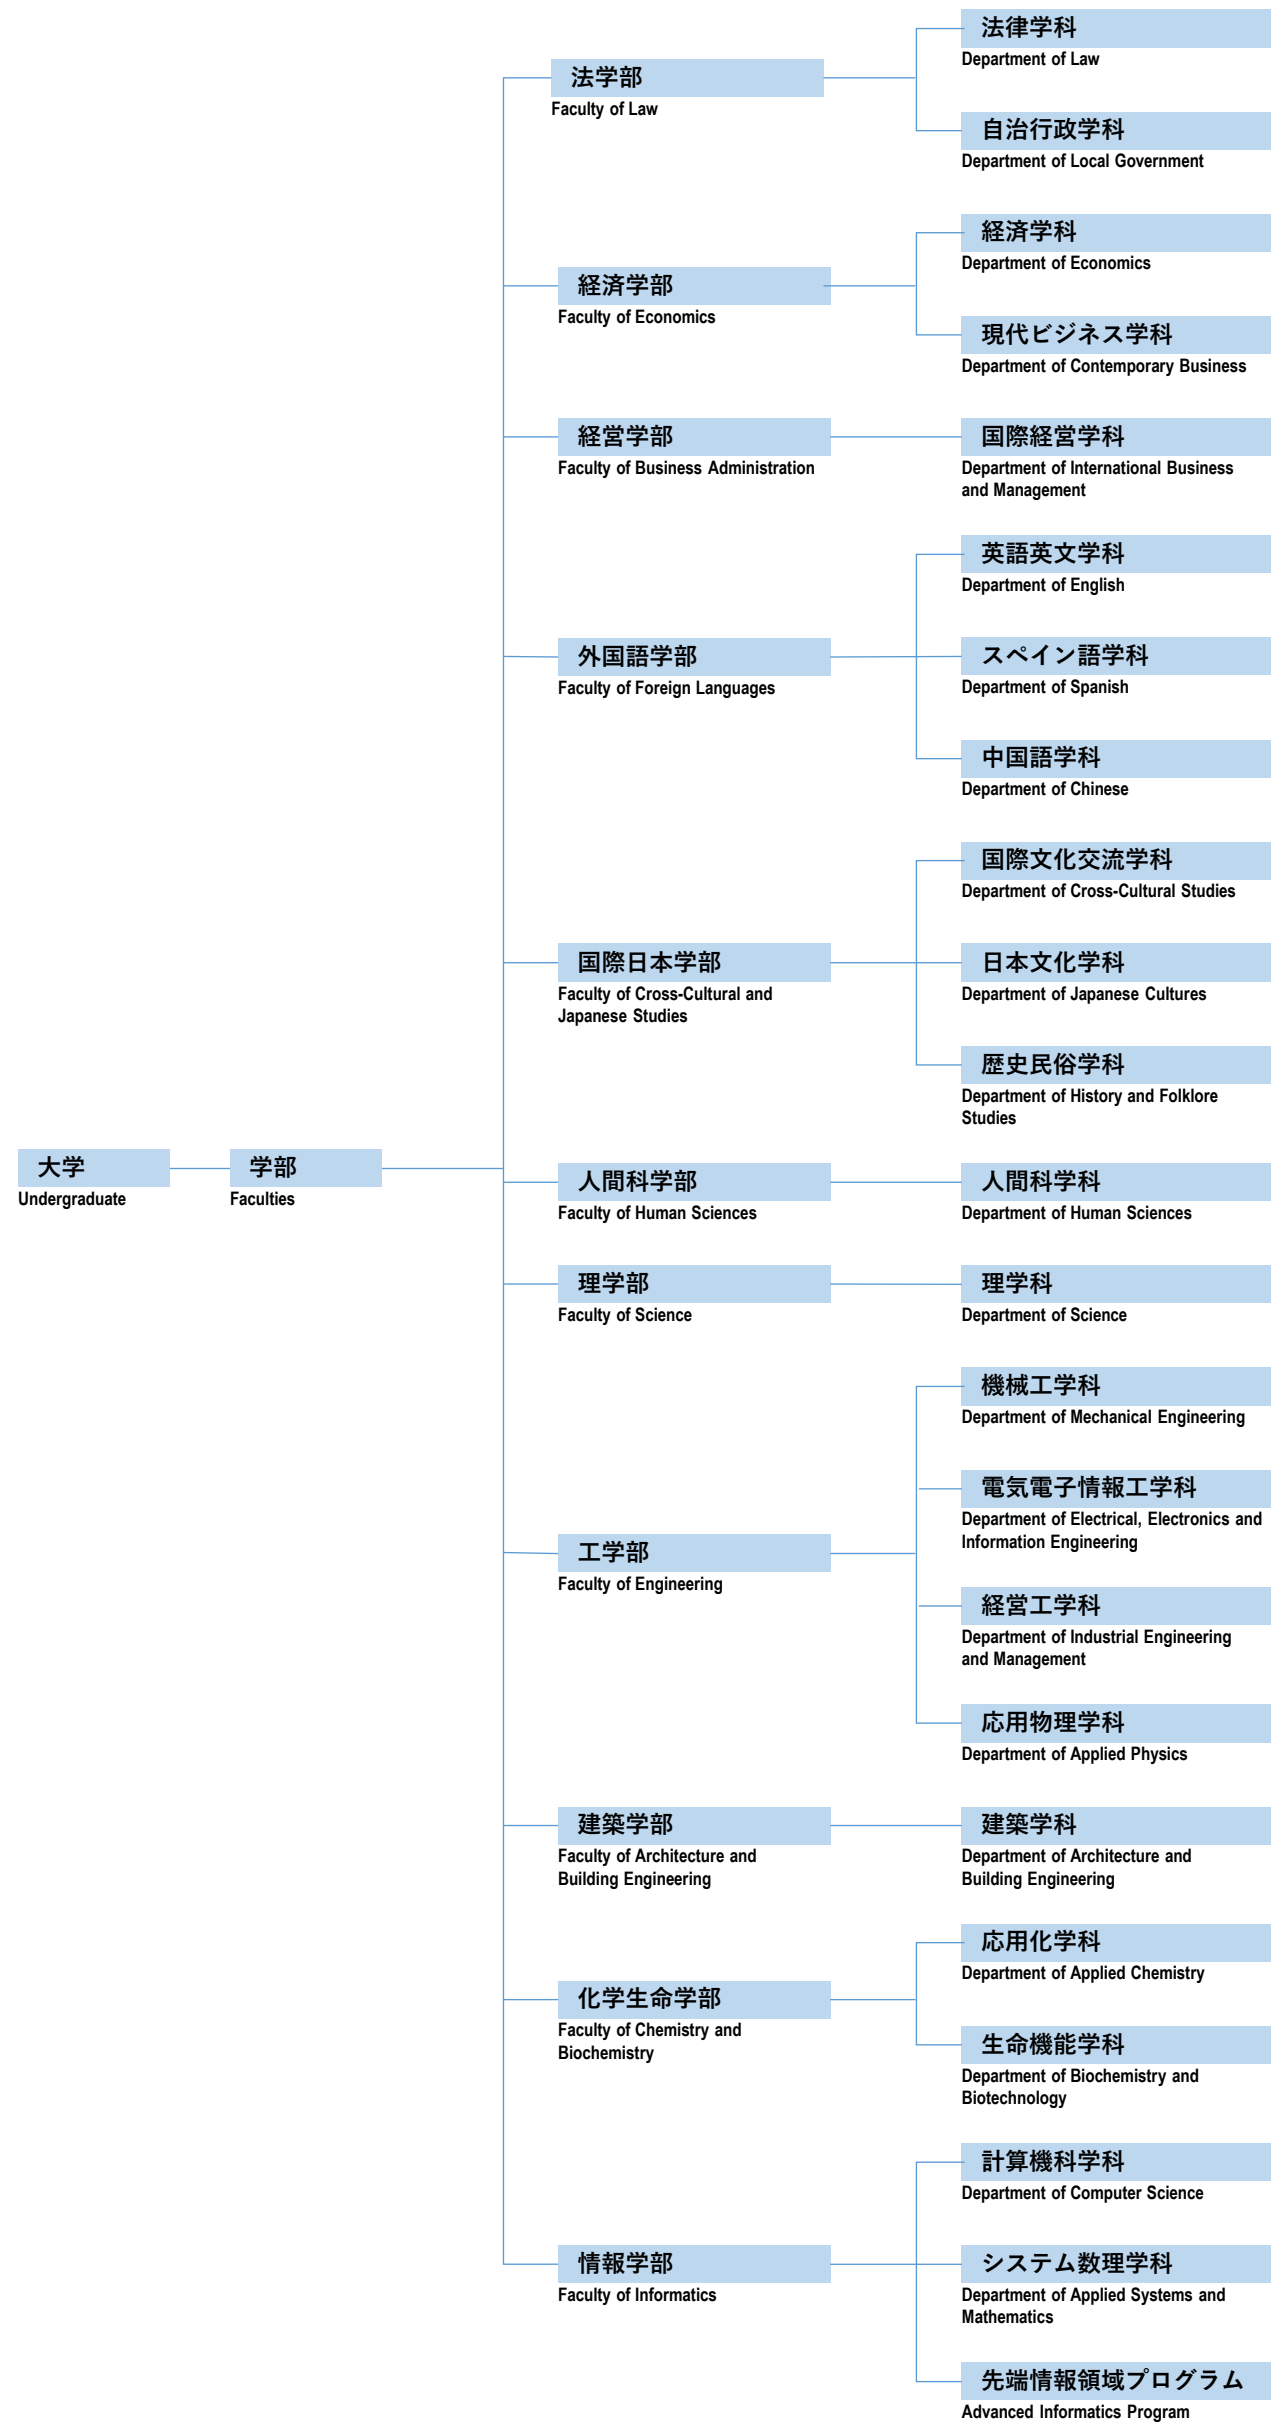 大学
Undergraduate
学部
Faculties
法学部
Faculty of Law
法律学科
Department of Law
自治行政学科
Department of Local Government
経済学部
Faculty of Economics
経済学科
Department of Economics
現代ビジネス学科
Department of Contemporary Business
経営学部
Faculty of Business Administration
国際経営学科
Department of International Business
and Management
外国語学部
Faculty of Foreign Languages
英語英文学科
Department of English
スペイン語学科
Department of Spanish
中国語学科
Department of Chinese
国際日本学部
Faculty of Cross-Cultural and
Japanese Studies
国際文化交流学科
Department of Cross-Cultural Studies
日本文化学科
Department of Japanese Cultures
歴史民俗学科
Department of History and Folklore
Studies
人間科学部
Faculty of Human Sciences
人間科学科
Department of Human Sciences
理学部
Faculty of Science
理学科
Department of Science
工学部
Faculty of Engineering
機械工学科
Department of Mechanical Engineering
電気電子情報工学科
Department of Electrical, Electronics and
Information Engineering
経営工学科
Department of Industrial Engineering
and Management
応用物理学科
Department of Applied Physics
建築学部
Faculty of Architecture and
Building Engineering
建築学科
Department of Architecture and
Building Engineering
化学生命学部
Faculty of Chemistry and
Biochemistry
応用化学科
Department of Applied Chemistry
生命機能学科
Department of Biochemistry and
Biotechnology
情報学部
Faculty of Informatics
計算機科学科
Department of Computer Science
システム数理学科
Department of Applied Systems and
Mathematics
先端情報領域プログラム
Advanced Informatics Program